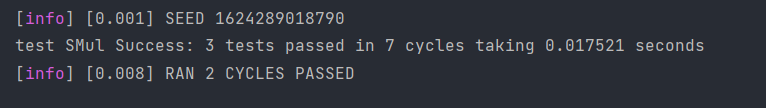 [info] [0.001] SEED 1624289018790
test SMul Success: 3 tests passed in 7 cycles taking 0.017521 seconds
[info] [0.008] RAN 2 CYCLES PASSED